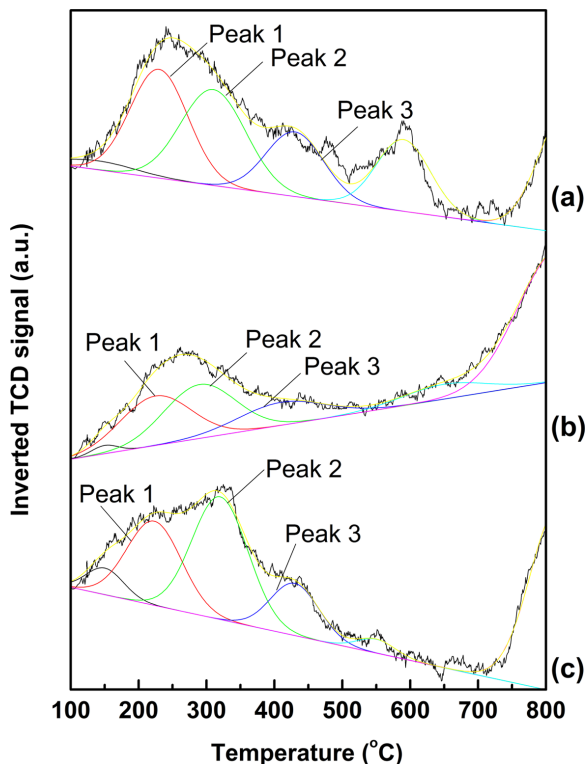 Peak 1
Peak 2
Peak 3
(a)
Peak 1
Peak 2
Peak 3
(b)
Peak 1
Peak 2
Peak 3
(c)
Inverted TCD signal (a.u.)
100 200 300 400 500 600 700 800
Temperature (°C)